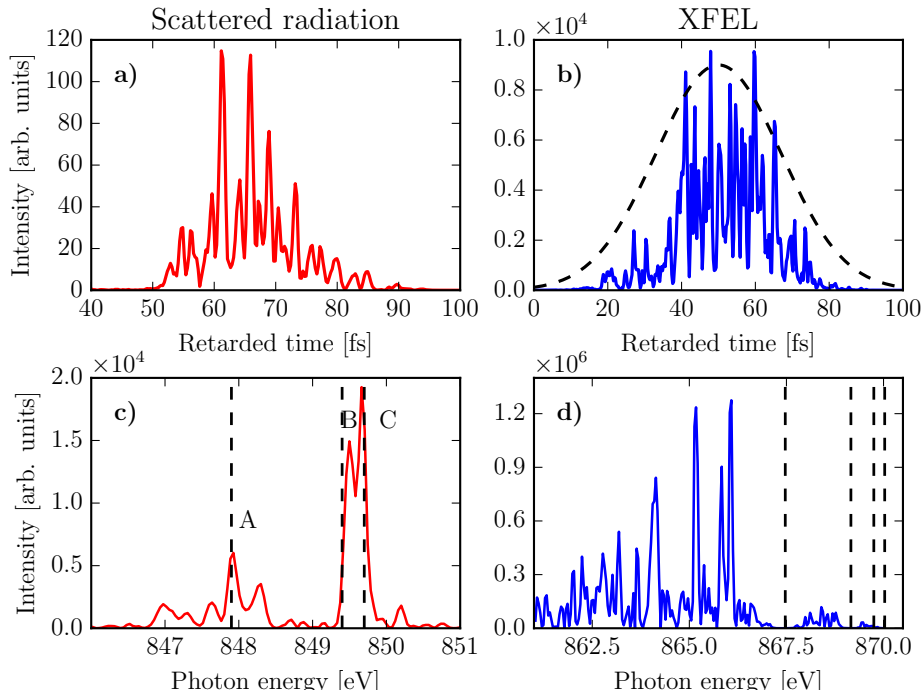 Scattered radiation
XFEL
×10⁴
a)
b)
Intensity [arb. units]
120
100
80
60
40
20
0
1.0
0.8
0.6
0.4
0.2
0.0
40 50 60 70 80 90 100
0 20 40 60 80 100
Retarded time [fs]
Retarded time [fs]
×10⁴
×10⁶
c)
d)
Intensity [arb. units]
2.0
1.5
1.0
0.5
0.0
A
B
C
1.2
0.9
0.6
0.3
0.0
847 848 849 850 851
862.5 865.0 867.5 870.0
Photon energy [eV]
Photon energy [eV]